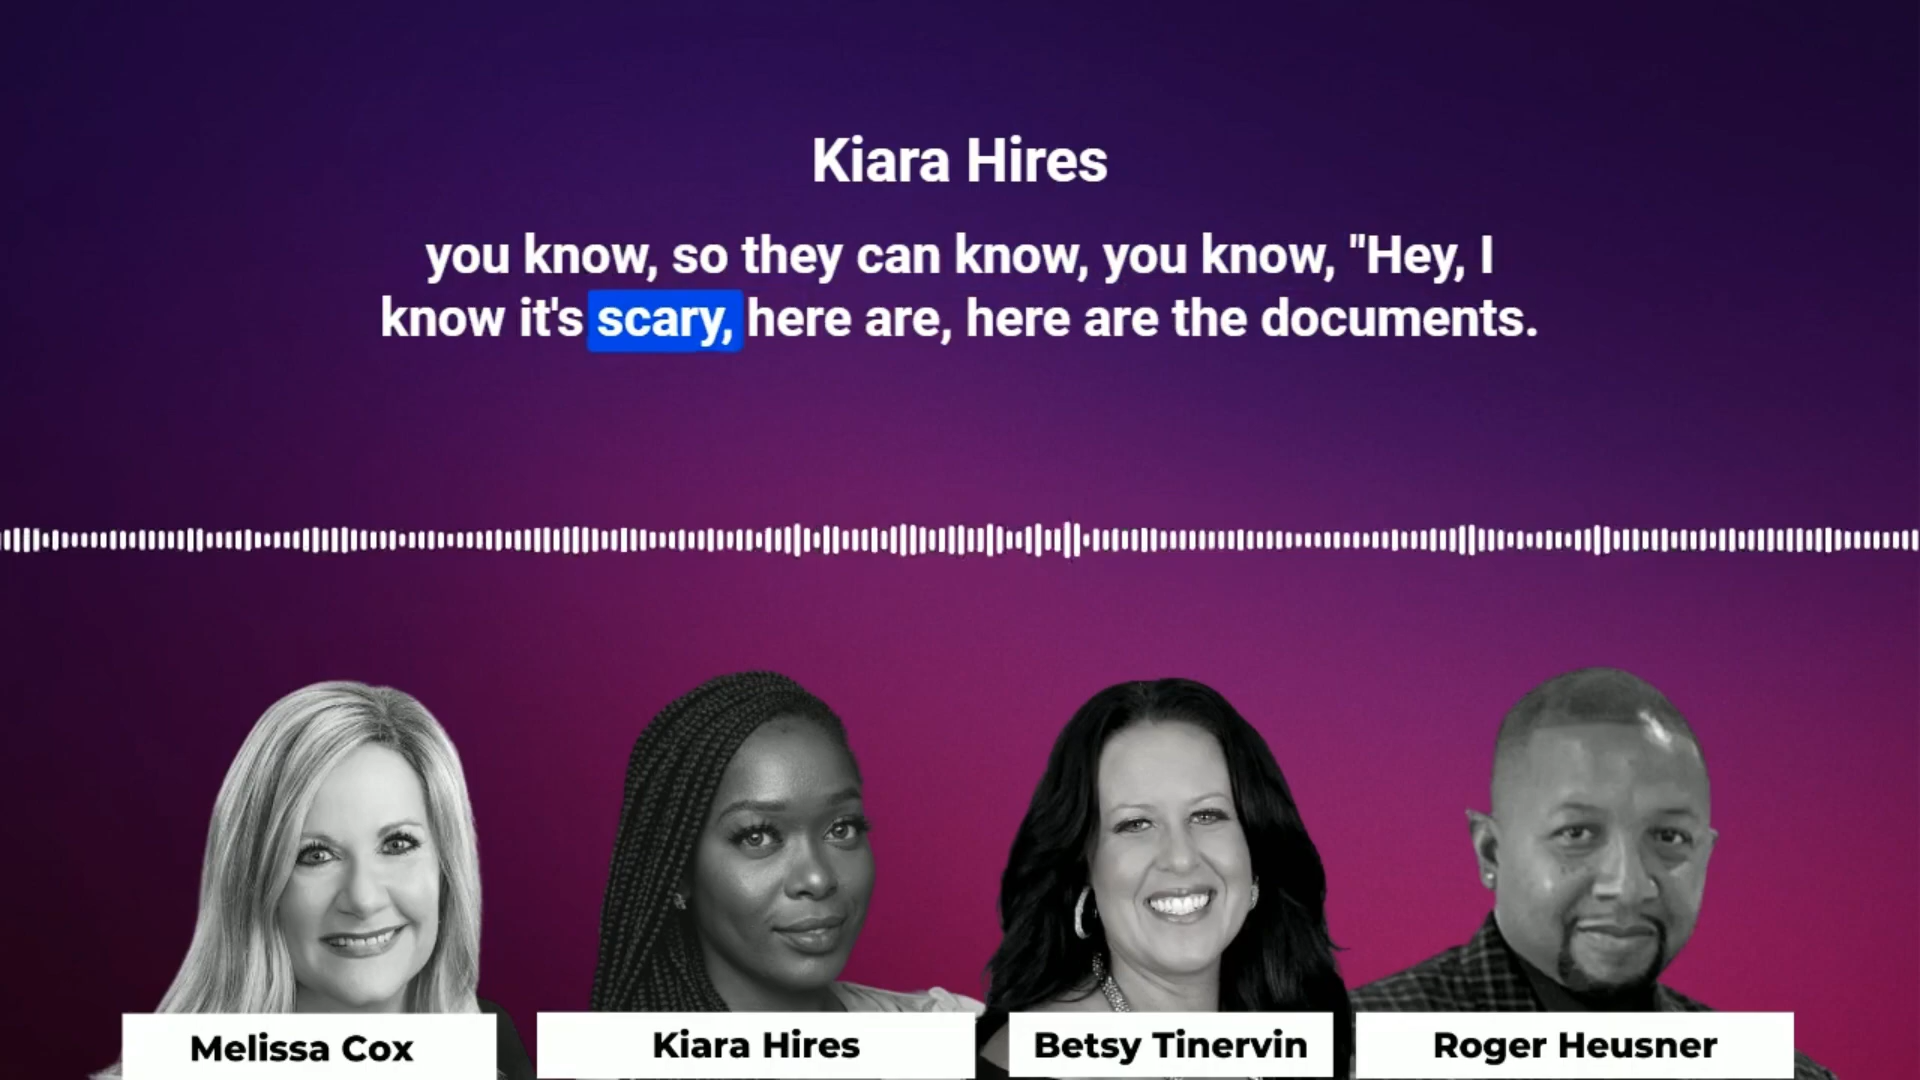 Kiara Hires
you know, so they can know, you know, "Hey, I
know it's scary, here are, here are the documents.
Melissa Cox
Kiara Hires
Betsy Tinervin
Roger Heusner